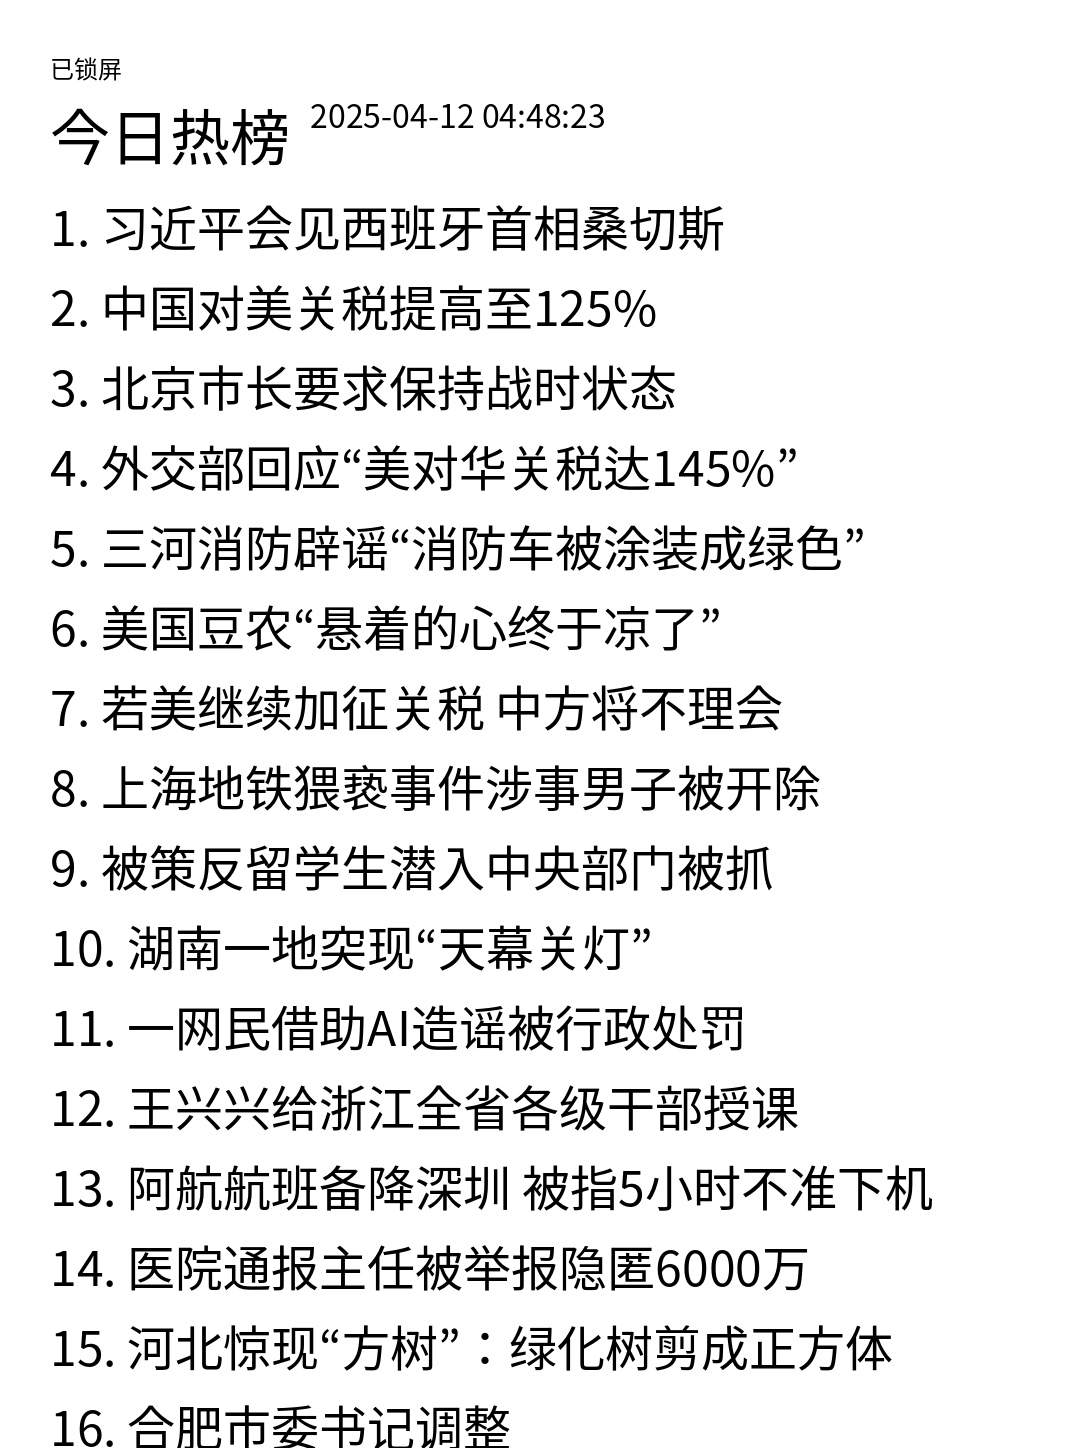 已锁屏
今日热榜 2025-04-12 04:48:23
1. 习近平会见西班牙首相桑切斯
2. 中国对美关税提高至125%
3. 北京市长要求保持战时状态
4. 外交部回应“美对华关税达145%”
5. 三河消防辟谣“消防车被涂装成绿色”
6. 美国豆农“悬着的心终于凉了”
7. 若美继续加征关税 中方将不理会
8. 上海地铁猥亵事件涉事男子被开除
9. 被策反留学生潜入中央部门被抓
10. 湖南一地突现“天幕关灯”
11. 一网民借助AI造谣被行政处罚
12. 王兴兴给浙江全省各级干部授课
13. 阿航航班备降深圳 被指5小时不准下机
14. 医院通报主任被举报隐匿6000万
15. 河北惊现“方树”：绿化树剪成正方体
16. 合肥市委书记调整